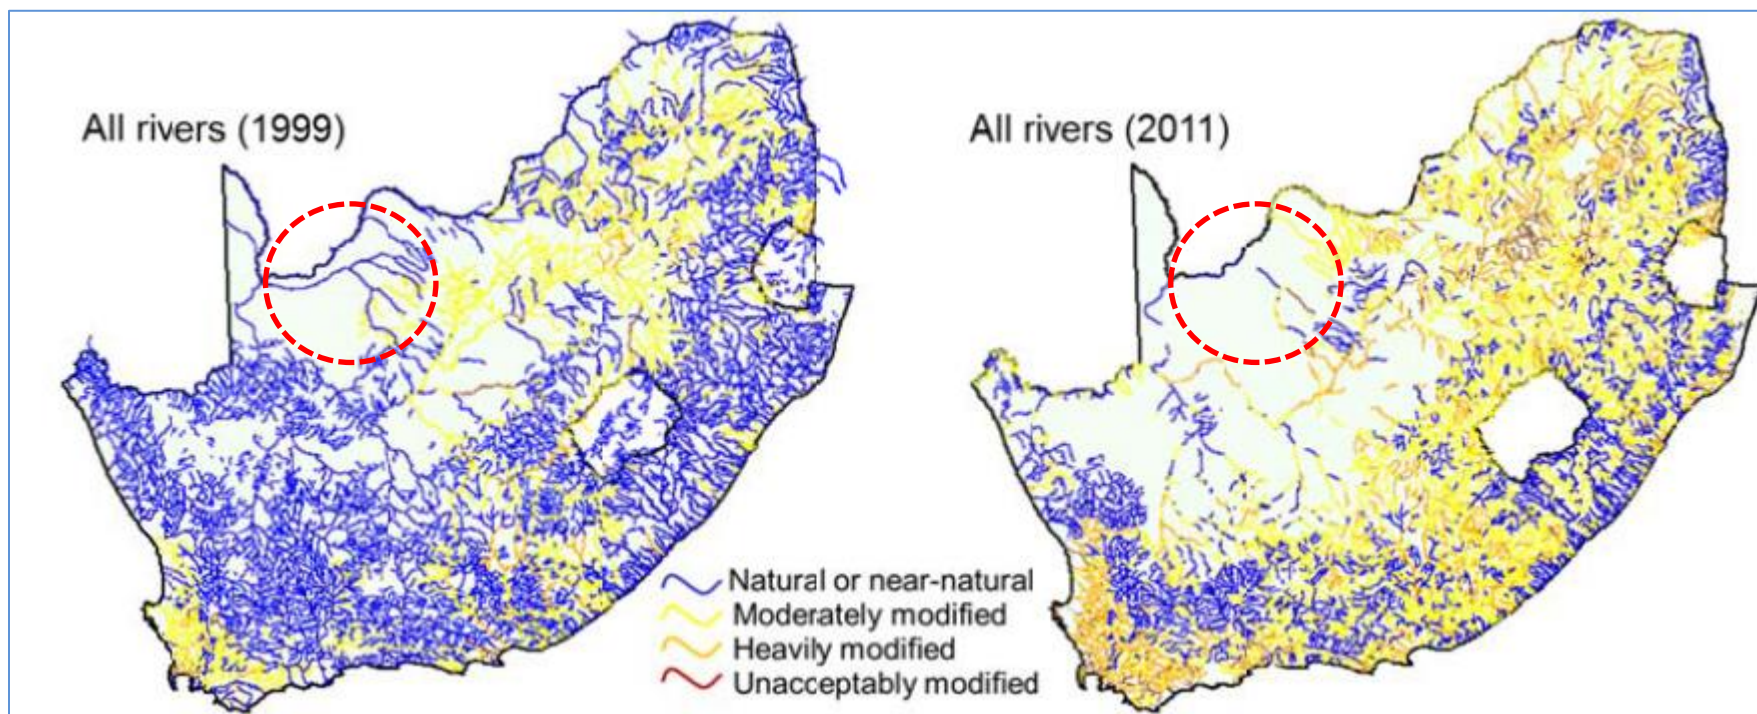 All rivers (1999)
All rivers (2011)
Natural or near-natural
Moderately modified
Heavily modified
Unacceptably modified